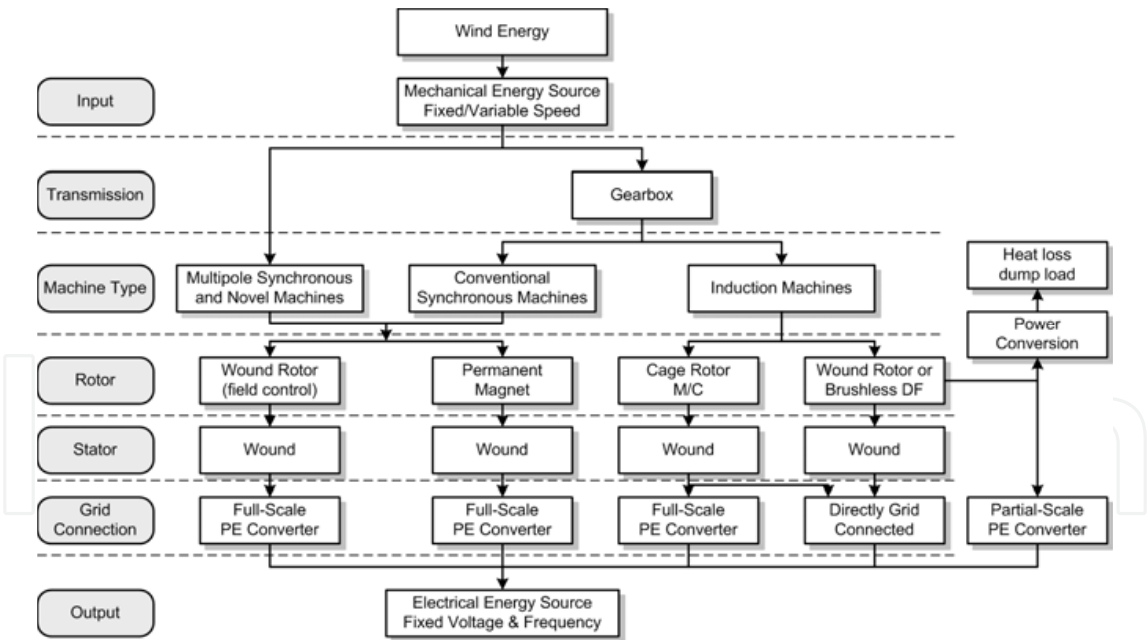 Wind Energy
Input
Mechanical Energy Source
Fixed/Variable Speed
Transmission
Gearbox
Machine Type
Multipole Synchronous
and Novel Machines
Conventional
Synchronous Machines
Induction Machines
Heat loss
dump load
Power
Conversion
Rotor
Wound Rotor
(field control)
Permanent
Magnet
Cage Rotor
M/C
Wound Rotor or
Brushless DF
Stator
Wound
Wound
Wound
Wound
Grid
Connection
Full-Scale
PE Converter
Full-Scale
PE Converter
Full-Scale
PE Converter
Directly Grid
Connected
Partial-Scale
PE Converter
Output
Electrical Energy Source
Fixed Voltage & Frequency